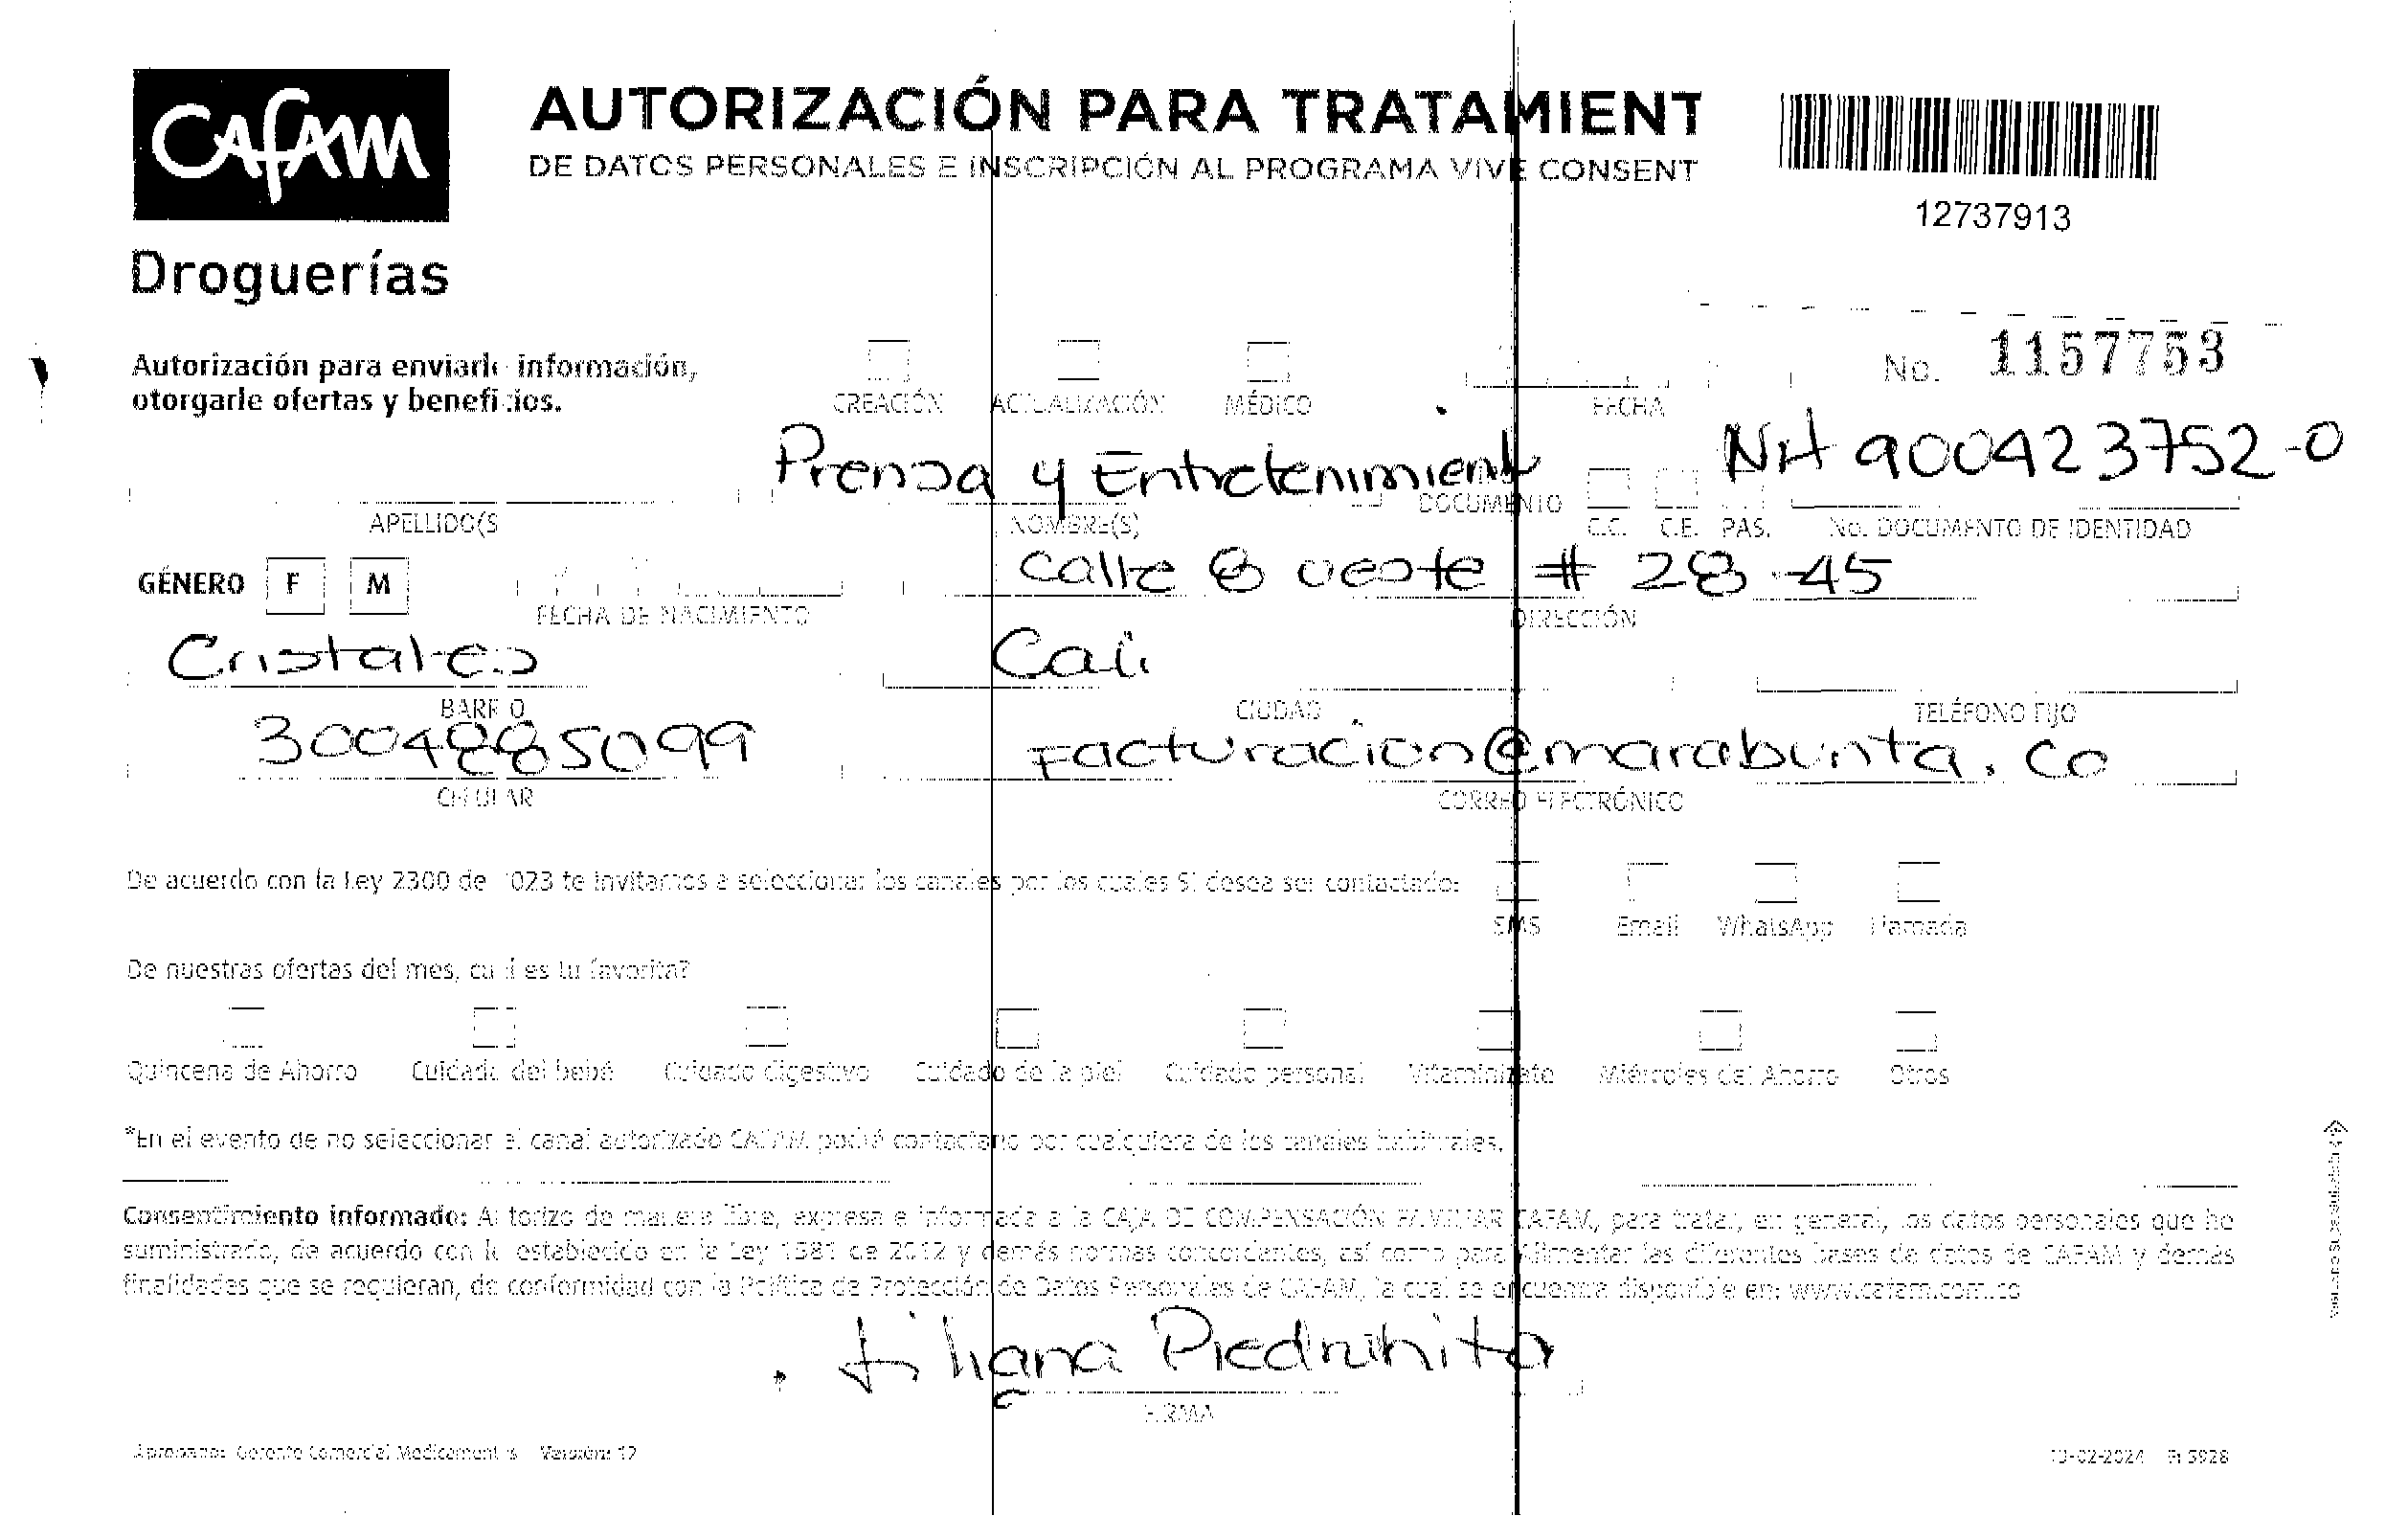 CAFAM
Droguerías
AUTORIZACIÓN PARA TRATAMIENT
DE DATOS PERSONALES E INSCRIPCIÓN AL PROGRAMA VIVE CONSENT
12737913
Autorización para enviarle información,
otorgarle ofertas y beneficios.
CREACIÓN ACTUALIZACIÓN MÉDICO FECHA
No. 1157753
Prensa y Entretenimiento Nit 900423752-0
APELLIDO(S NOMBRE(S) DOCUMENTO C.C. C.E. PAS. No. DOCUMENTO DE IDENTIDAD
Calle 8 oeste # 28-45
GÉNERO F M FECHA DE NACIMIENTO DIRECCIÓN
Cristales Cali
BARRIO CIUDAD TELÉFONO FIJO
3004885099 Facturacion@marabunta.co
CELULAR CORREO ELECTRÓNICO
De acuerdo con la Ley 2300 de 2023 te invitamos a seleccionar los canales por los cuales SI desea ser contactado:
SMS Email WhatsApp Llamada
De nuestras ofertas del mes, cuál es tu favorita?
Quincena de Ahorro Cuidado del bebé Cuidado digestivo Cuidado de la piel Cuidado personal Vitaminízate Miércoles del Ahorro Otros
*En el evento de no seleccionar el canal autorizado CAFAM podrá contactarlo por cualquiera de los canales habituales.
Consentimiento informado: Autorizo de manera libre, expresa e informada a la CAJA DE COMPENSACIÓN FAMILIAR CAFAM, para tratar, en general, los datos personales que he
suministrado, de acuerdo con lo establecido en la Ley 1581 de 2012 y demás normas concordantes, así como para alimentar las diferentes bases de datos de CAFAM y demás
finalidades que se requieran, de conformidad con la Política de Protección de Datos Personales de CAFAM, la cual se encuentra disponible en: www.cafam.com.co
Liliana Piedrahita
FIRMA
Aprobado: Gerente Comercial Medicamentos Versión: 12
13-02-2024 Ft 5928